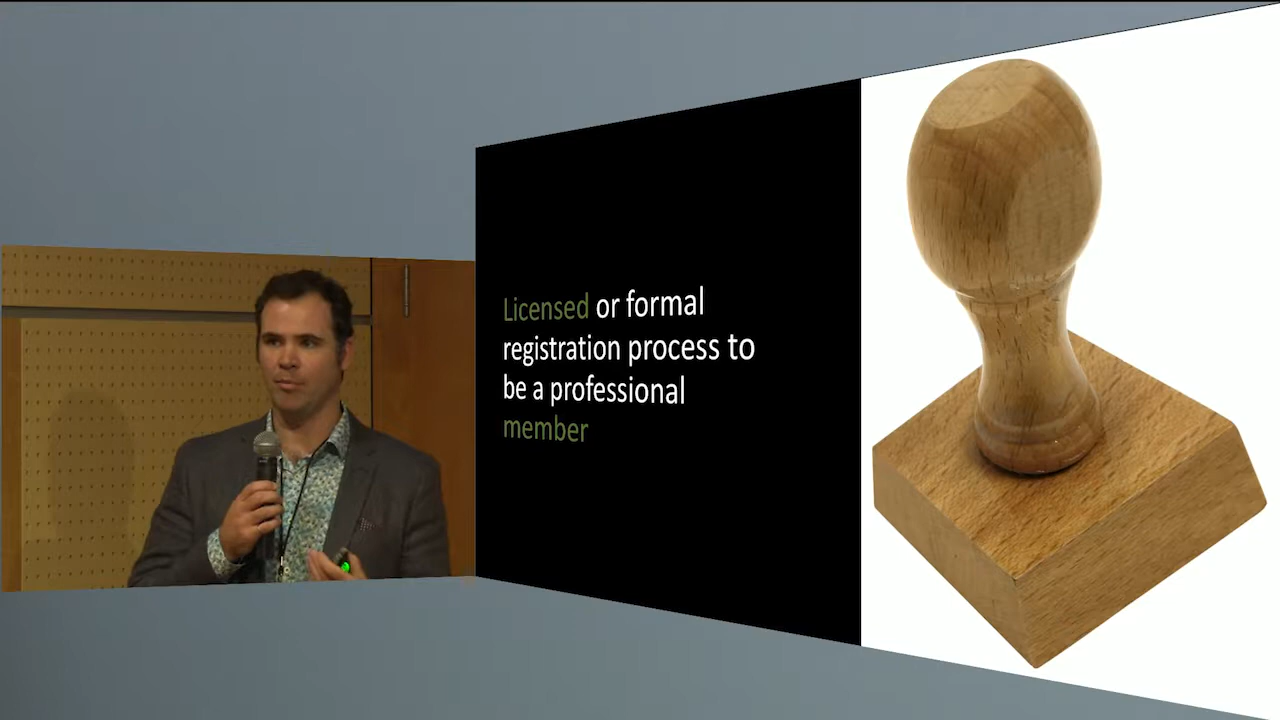 Licensed or formal
registration process to
be a professional
member